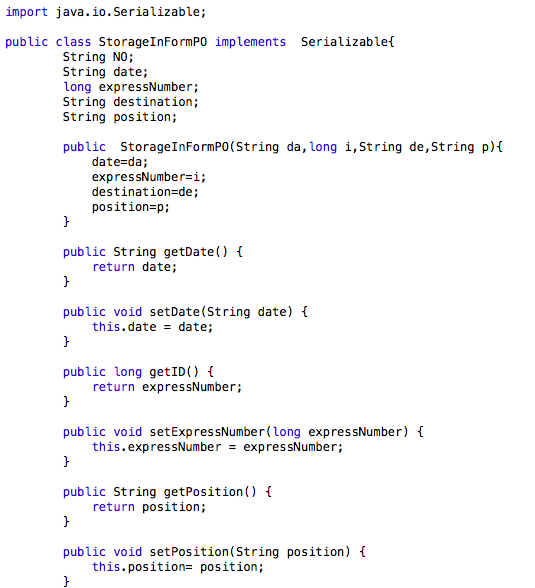 import java.io.Serializable;
public class StorageInFormPO implements  Serializable{
String NO;
String date;
long expressNumber;
String destination;
String position;
public  StorageInFormPO(String da,long i,String de,String p){
date=da;
expressNumber=i;
destination=de;
position=p;
}
public String getDate() {
return date;
}
public void setDate(String date) {
this.date = date;
}
public long getID() {
return expressNumber;
}
public void setExpressNumber(long expressNumber) {
this.expressNumber = expressNumber;
}
public String getPosition() {
return position;
}
public void setPosition(String position) {
this.position= position;
}